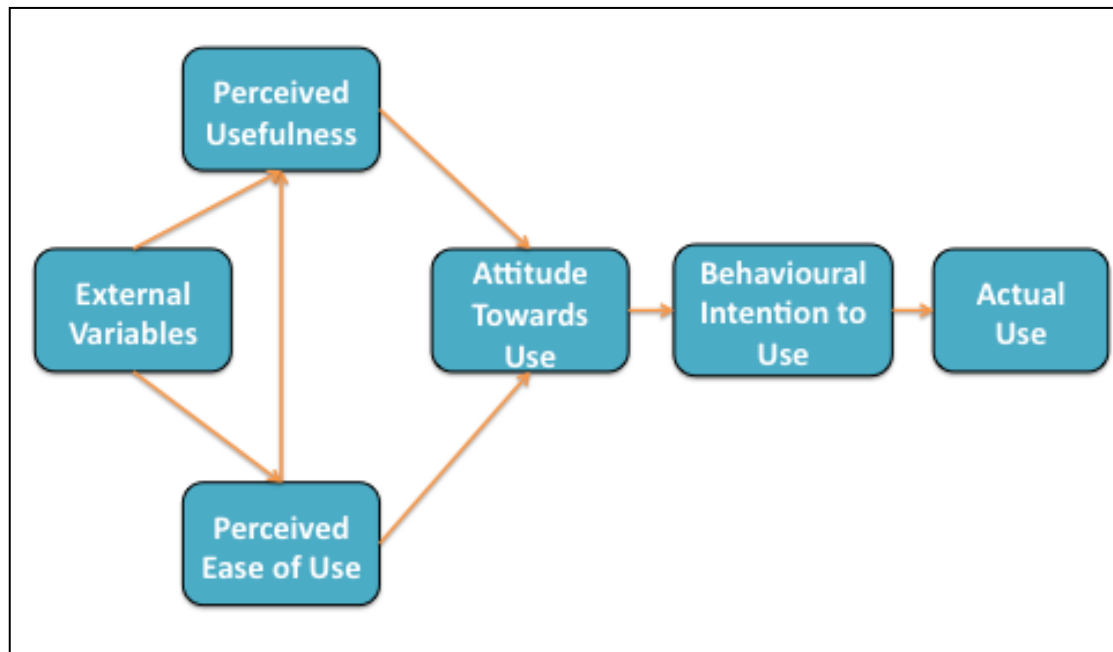 Perceived
Usefulness
External
Variables
Attitude
Towards
Use
Behavioural
Intention to
Use
Actual
Use
Perceived
Ease of Use